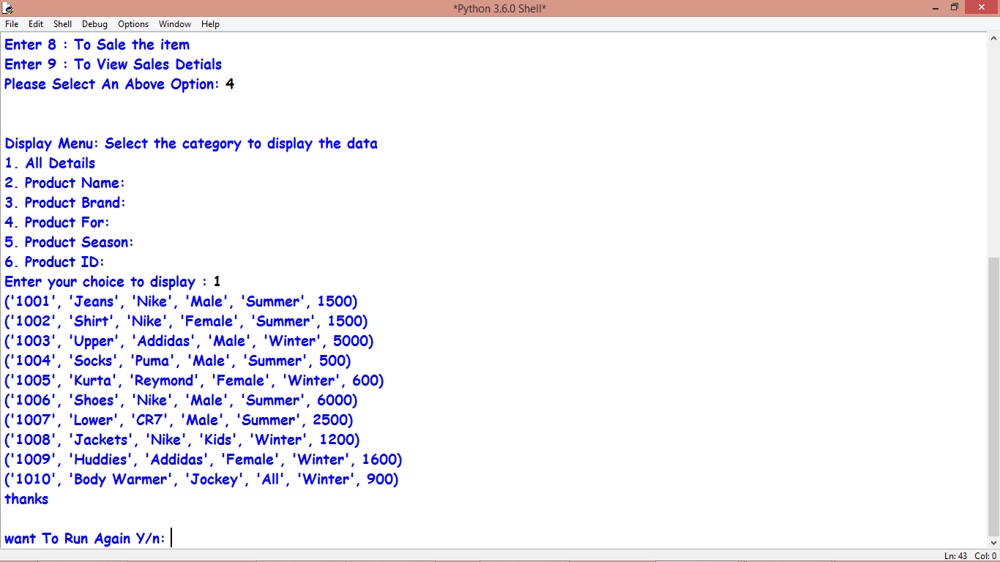 *Python 3.6.0 Shell*
File Edit Shell Debug Options Window Help
Enter 8 : To Sale the item
Enter 9 : To View Sales Detials
Please Select An Above Option: 4
Display Menu: Select the category to display the data
1. All Details
2. Product Name:
3. Product Brand:
4. Product For:
5. Product Season:
6. Product ID:
Enter your choice to display : 1
('1001', 'Jeans', 'Nike', 'Male', 'Summer', 1500)
('1002', 'Shirt', 'Nike', 'Female', 'Summer', 1500)
('1003', 'Upper', 'Addidas', 'Male', 'Winter', 5000)
('1004', 'Socks', 'Puma', 'Male', 'Summer', 500)
('1005', 'Kurta', 'Reymond', 'Female', 'Winter', 600)
('1006', 'Shoes', 'Nike', 'Male', 'Summer', 6000)
('1007', 'Lower', 'CR7', 'Male', 'Summer', 2500)
('1008', 'Jackets', 'Nike', 'Kids', 'Winter', 1200)
('1009', 'Huddies', 'Addidas', 'Female', 'Winter', 1600)
('1010', 'Body Warmer', 'Jockey', 'All', 'Winter', 900)
thanks
want To Run Again Y/n:
Ln: 43 Col: 0